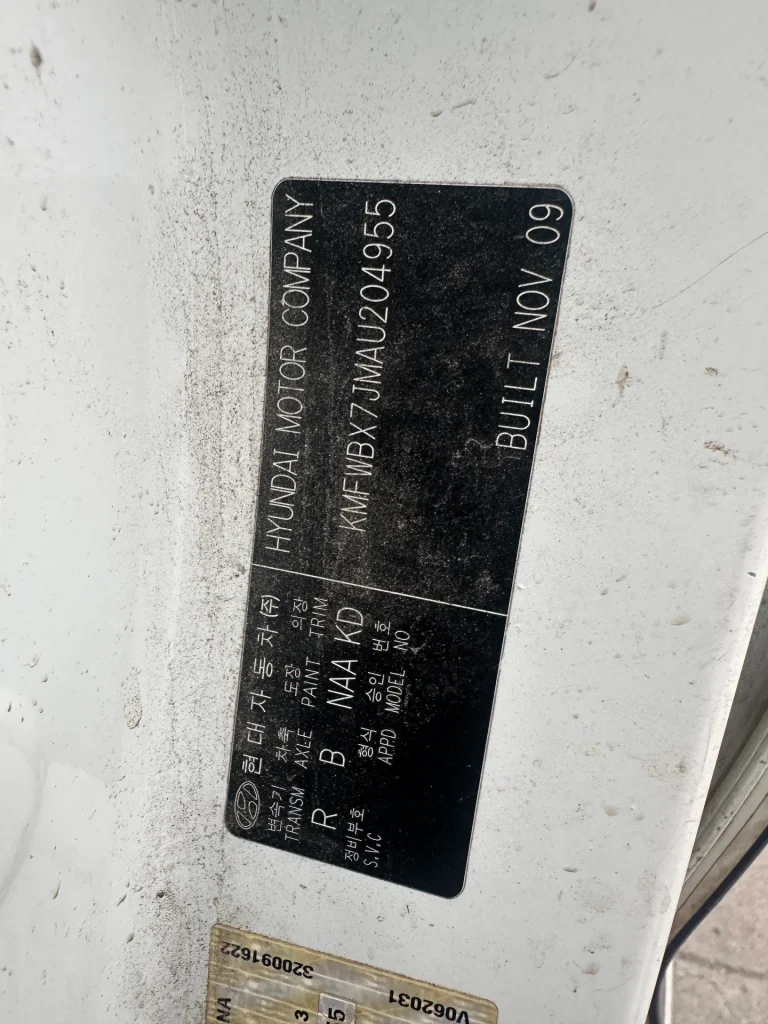 현대자동차(주)
변속기 차축 도장 의장
TRANSM AXLE PAINT TRIM
R B NAA KD
정비부호 형식 승인 번호
S.V.C APPD MODEL NO
HYUNDAI MOTOR COMPANY
KMFWBX7JMAU204955
BUILT NOV 09
320091622
V062031
NA
3